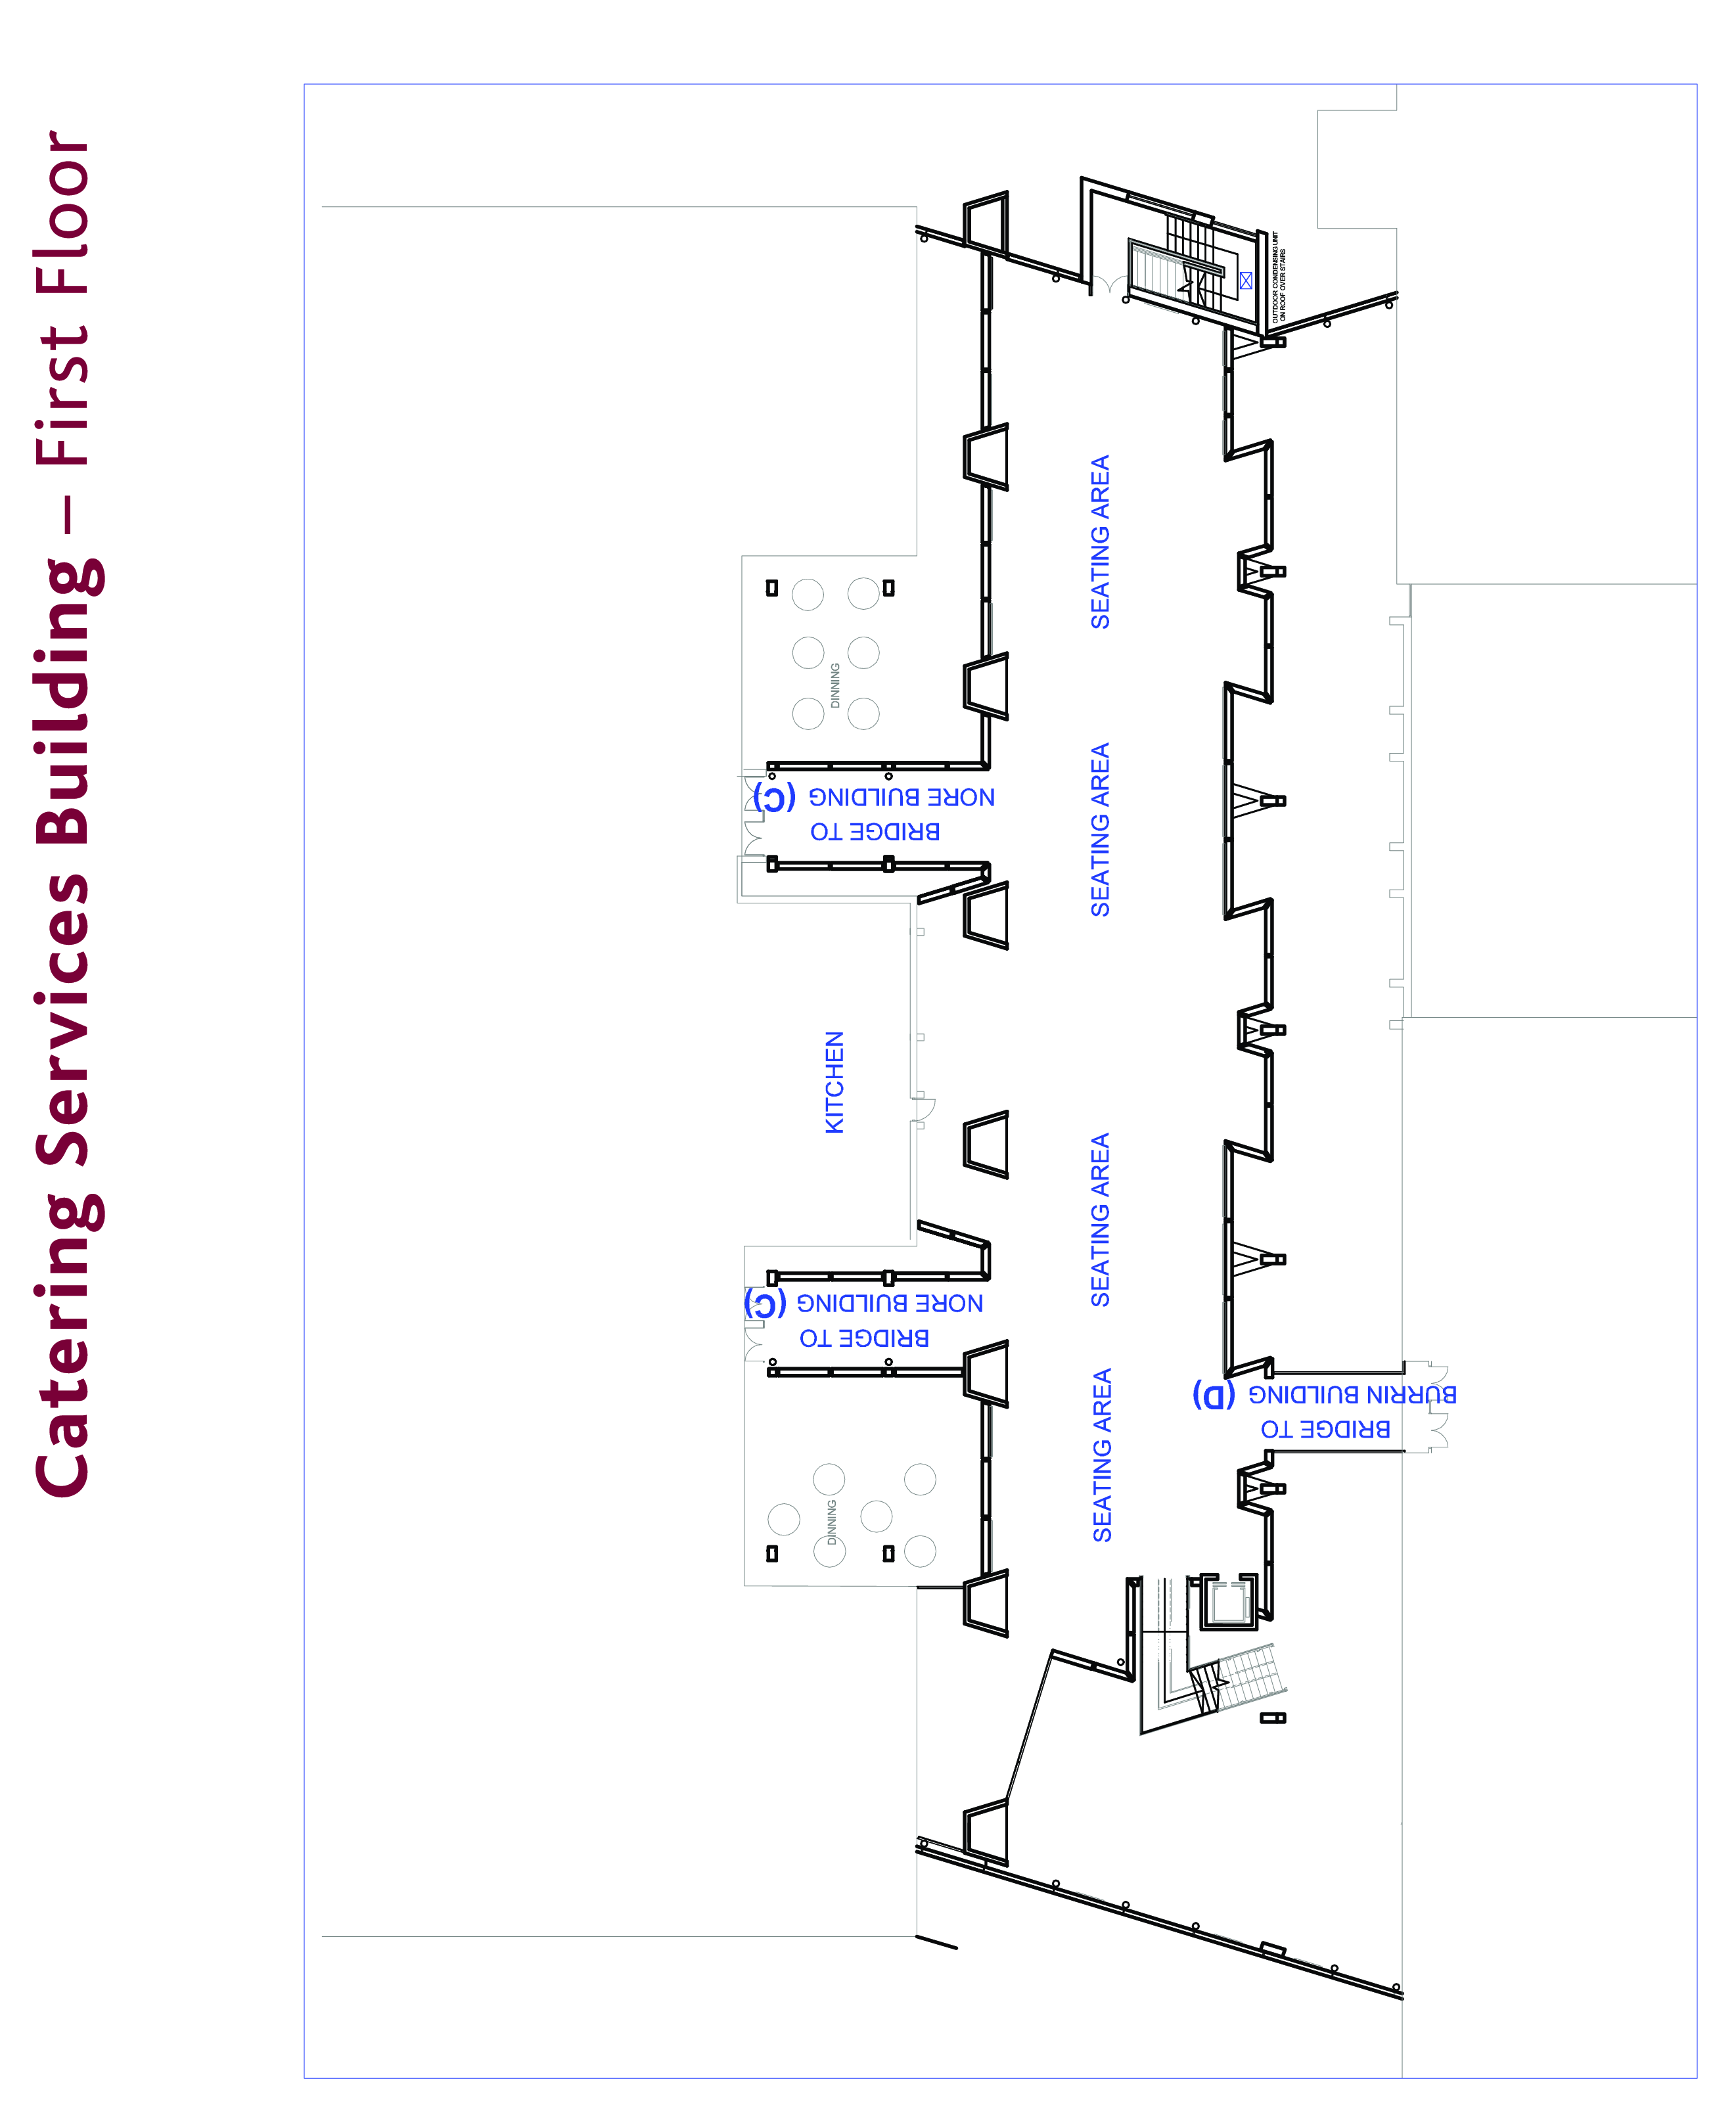 Catering Services Building – First Floor
OUTDOOR CONDENSING UNIT
ON ROOF OVER STAIRS
SEATING AREA
DINNING
SEATING AREA
BRIDGE TO
NORE BUILDING (C)
KITCHEN
SEATING AREA
BRIDGE TO
NORE BUILDING (C)
SEATING AREA
BRIDGE TO
BURRIN BUILDING (D)
DINNING